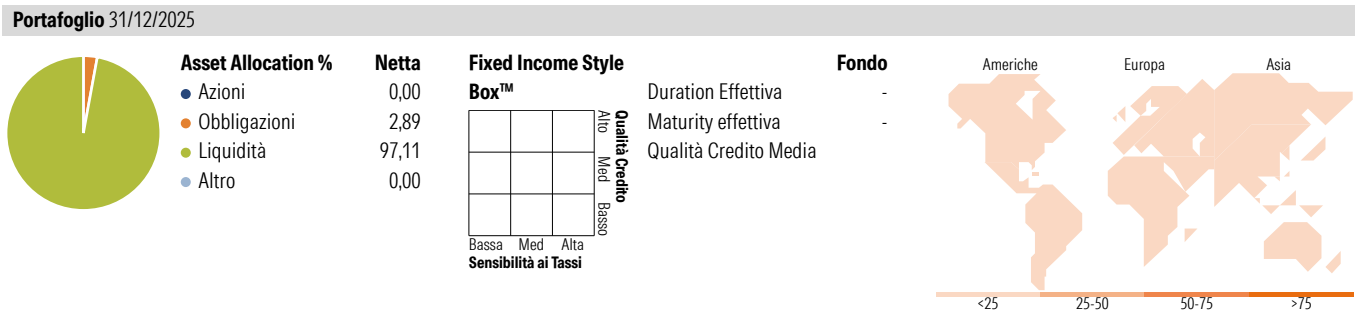 Portafoglio 31/12/2025
Asset Allocation % Netta
Azioni 0,00
Obbligazioni 2,89
Liquidità 97,11
Altro 0,00
Fixed Income Style
Box™
Alto Med Basso
Qualità Credito
Bassa Med Alta
Sensibilità ai Tassi
Fondo
Duration Effettiva -
Maturity effettiva -
Qualità Credito Media
Americhe Europa Asia
<25 25-50 50-75 >75